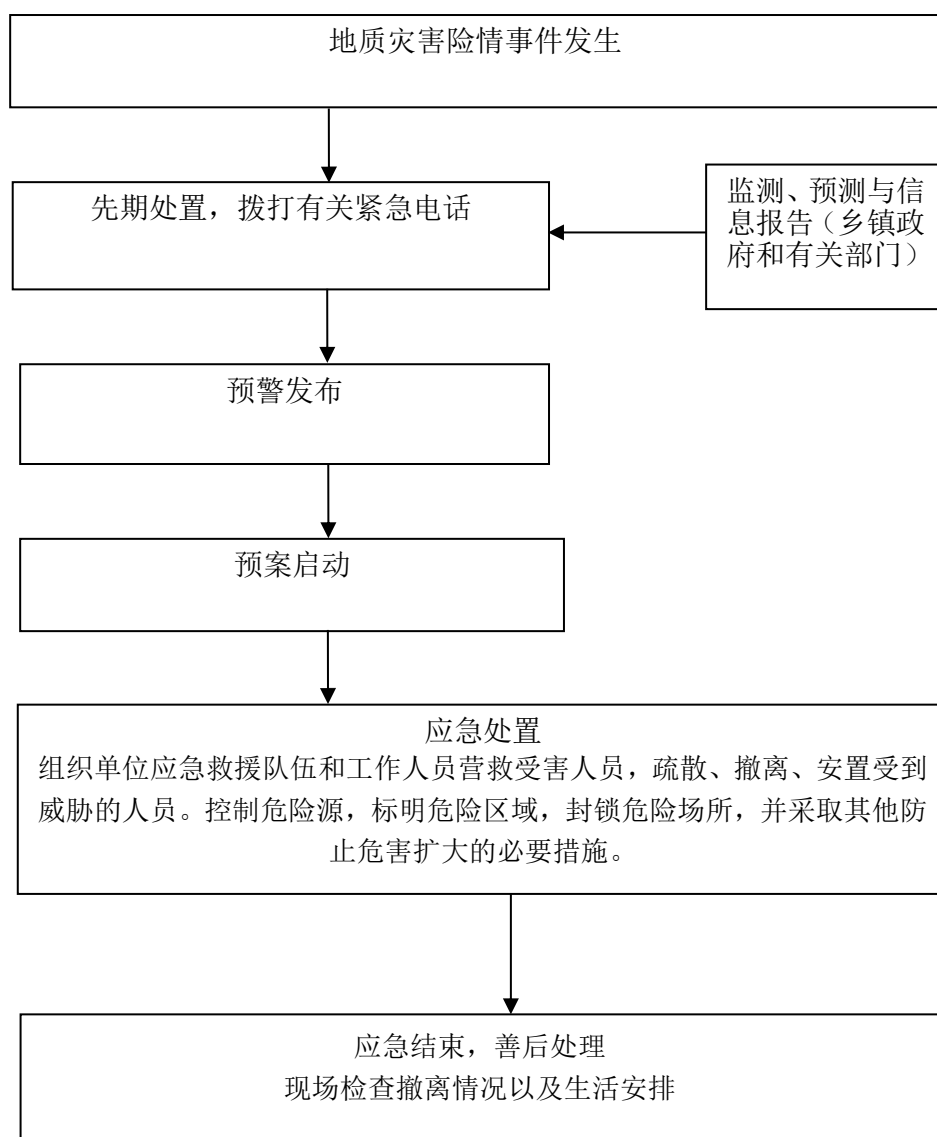 地质灾害险情事件发生
先期处置，拨打有关紧急电话
监测、预测与信
息报告（乡镇政
府和有关部门）
预警发布
预案启动
应急处置
组织单位应急救援队伍和工作人员营救受害人员，疏散、撤离、安置受到
威胁的人员。控制危险源，标明危险区域，封锁危险场所，并采取其他防
止危害扩大的必要措施。
应急结束，善后处理
现场检查撤离情况以及生活安排